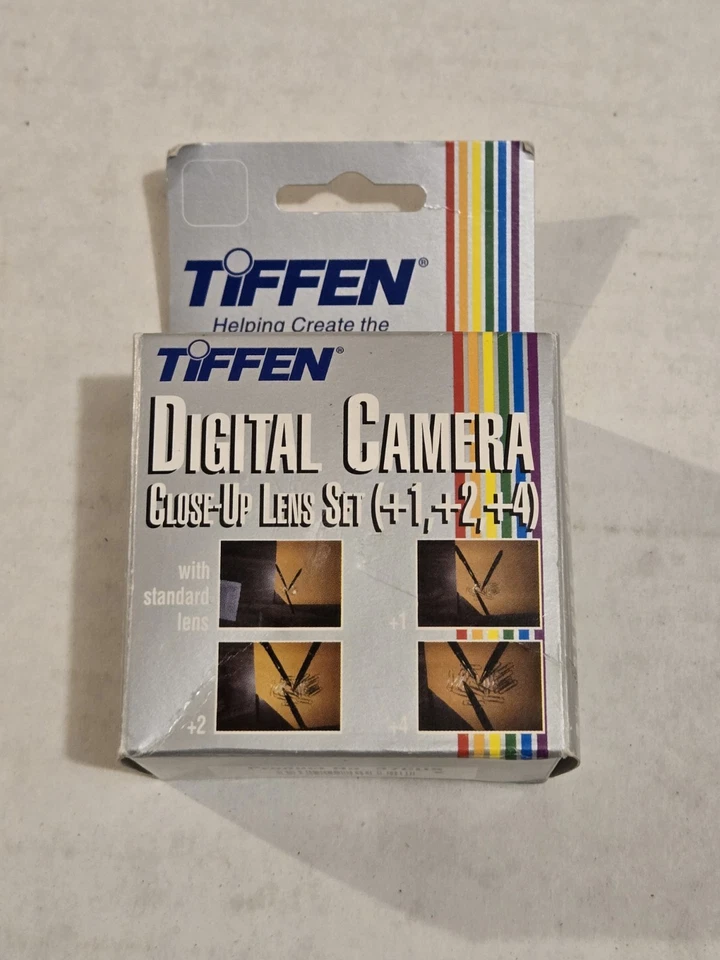 TIFFEN®
Helping Create the
TIFFEN®
DIGITAL CAMERA
CLOSE-UP LENS SET (+1,+2,+4)
with
standard
lens
+1
+2
+4